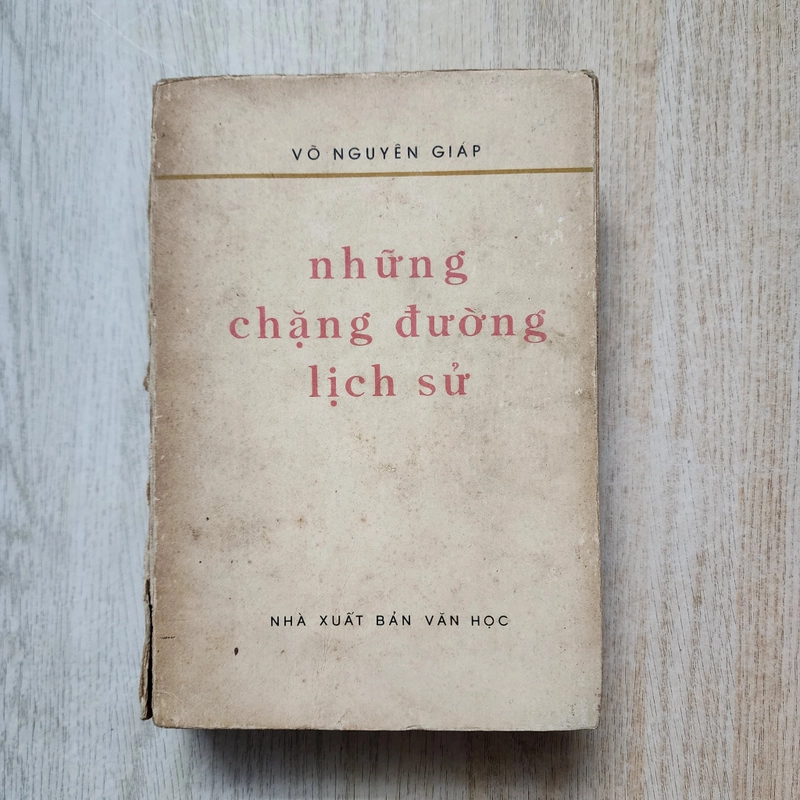 VÕ NGUYÊN GIÁP
những
chặng đường
lịch sử
NHÀ XUẤT BẢN VĂN HỌC